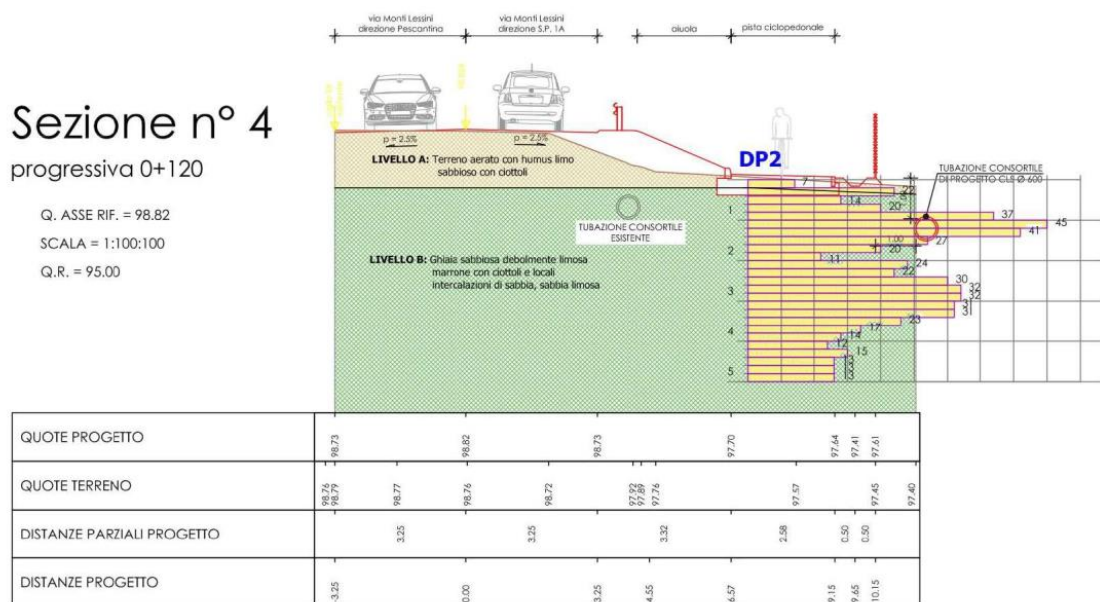 via Monti Lessini
direzione Pescantina
via Monti Lessini
direzione S.P. 1A
aiuola
pista ciclopedonale
Sezione n° 4
progressiva 0+120
Q. ASSE RIF. = 98.82
SCALA = 1:100:100
Q.R. = 95.00
p = 2.5%
p = 2.5%
LIVELLO A: Terreno aerato con humus limo
sabbioso con ciottoli
DP2
TUBAZIONE CONSORTILE
DI PROGETTO CLS Ø 600
TUBAZIONE CONSORTILE
ESISTENTE
LIVELLO B: Ghiaia sabbiosa debolmente limosa
marrone con ciottoli e locali
intercalazioni di sabbia, sabbia limosa
7
22
14
20
1
37
45
41
27
1.00
2
20
11
24
22
30
3
32
32
31
31
23
17
4
14
12
15
5
QUOTE PROGETTO
98.73
98.82
98.73
97.70
97.64
97.41
97.61
QUOTE TERRENO
98.76
98.79
98.77
98.76
98.72
97.92
97.89
97.76
97.57
97.45
97.40
DISTANZE PARZIALI PROGETTO
3.25
3.25
3.32
2.58
0.50
0.50
DISTANZE PROGETTO
-3.25
0.00
3.25
4.55
6.57
9.15
9.65
10.15